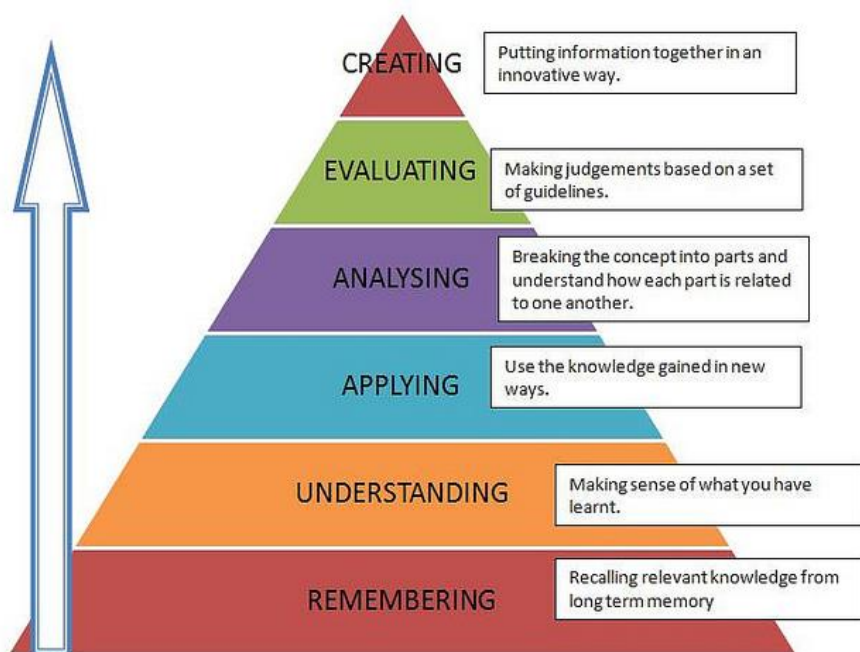 CREATING
Putting information together in an
innovative way.
EVALUATING
Making judgements based on a set
of guidelines.
ANALYSING
Breaking the concept into parts and
understand how each part is related
to one another.
APPLYING
Use the knowledge gained in new
ways.
UNDERSTANDING
Making sense of what you have
learnt.
REMEMBERING
Recalling relevant knowledge from
long term memory